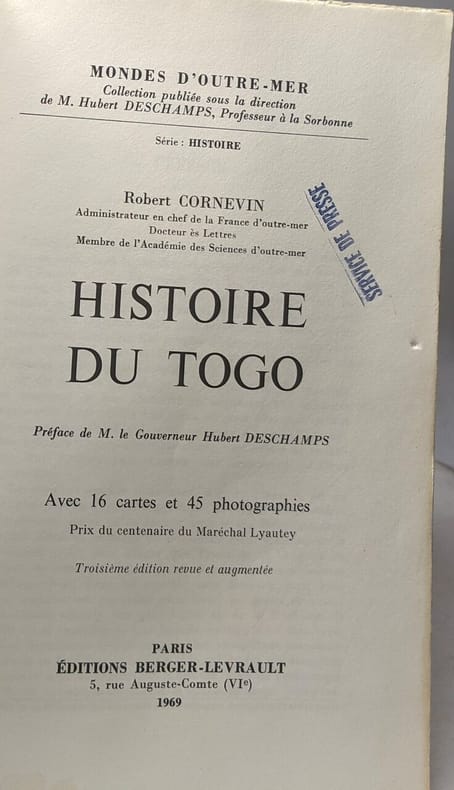 MONDES D'OUTRE-MER
Collection publiée sous la direction
de M. Hubert DESCHAMPS, Professeur à la Sorbonne
Série : HISTOIRE
Robert CORNEVIN
Administrateur en chef de la France d'outre-mer
Docteur ès Lettres
Membre de l'Académie des Sciences d'outre-mer
SERVICE DE PRESSE
HISTOIRE
DU TOGO
Préface de M. le Gouverneur Hubert DESCHAMPS
Avec 16 cartes et 45 photographies
Prix du centenaire du Maréchal Lyautey
Troisième édition revue et augmentée
PARIS
ÉDITIONS BERGER-LEVRAULT
5, rue Auguste-Comte (VIe)
1969